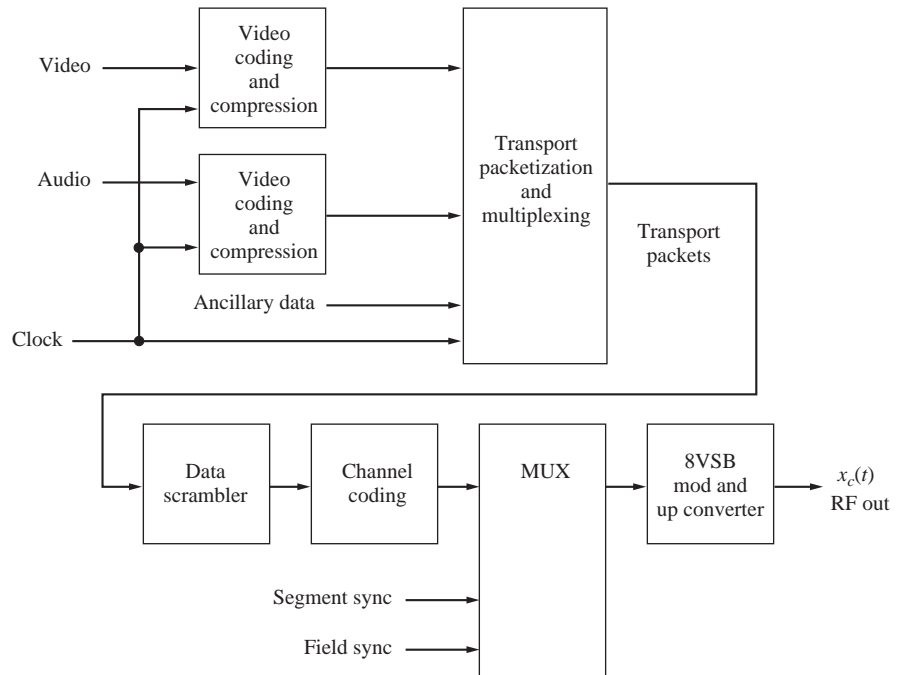 Video
Video
coding
and
compression
Audio
Video
coding
and
compression
Transport
packetization
and
multiplexing
Transport
packets
Ancillary data
Clock
Data
scrambler
Channel
coding
MUX
8VSB
mod and
up converter
x_c(t)
RF out
Segment sync
Field sync